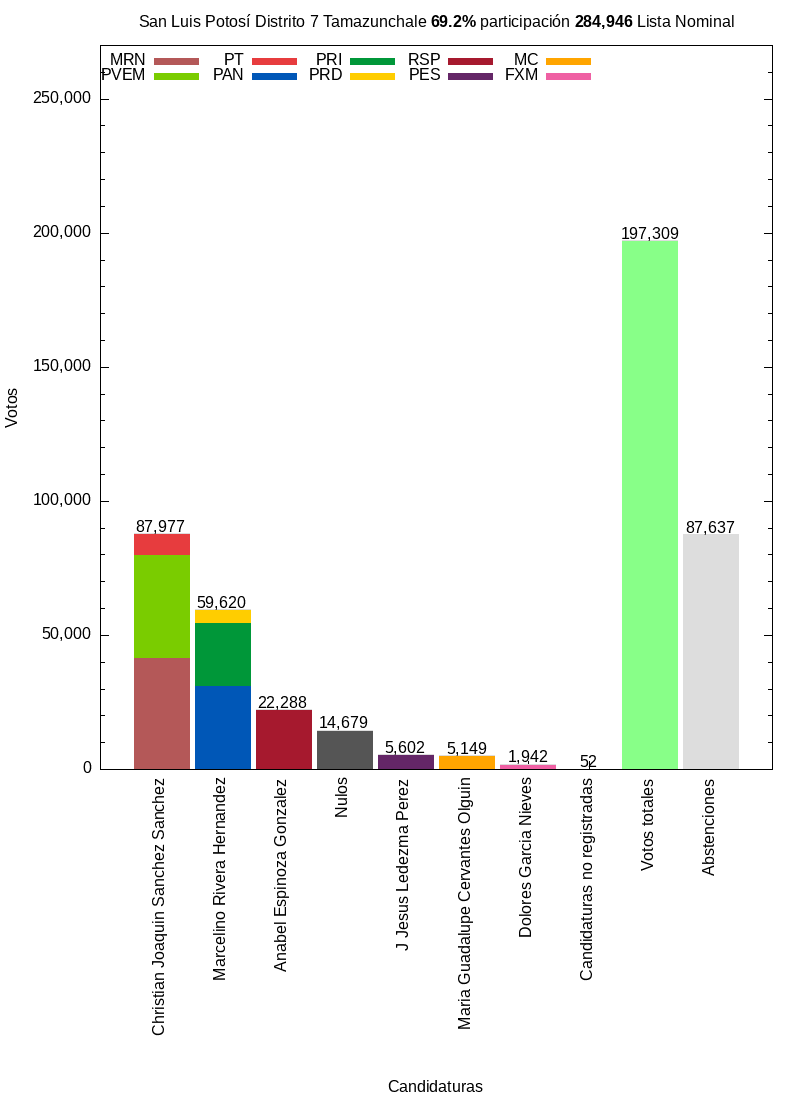 San Luis Potosí Distrito 7 Tamazunchale 69.2% participación 284,946 Lista Nominal
MRN PT PRI RSP MC
PVEM PAN PRD PES FXM
250,000
200,000
150,000
100,000
50,000
0
Votos
87,977
59,620
22,288
14,679
5,602
5,149
1,942
52
197,309
87,637
Christian Joaquin Sanchez Sanchez
Marcelino Rivera Hernandez
Anabel Espinoza Gonzalez
Nulos
J Jesus Ledezma Perez
Maria Guadalupe Cervantes Olguin
Dolores Garcia Nieves
Candidaturas no registradas
Votos totales
Abstenciones
Candidaturas